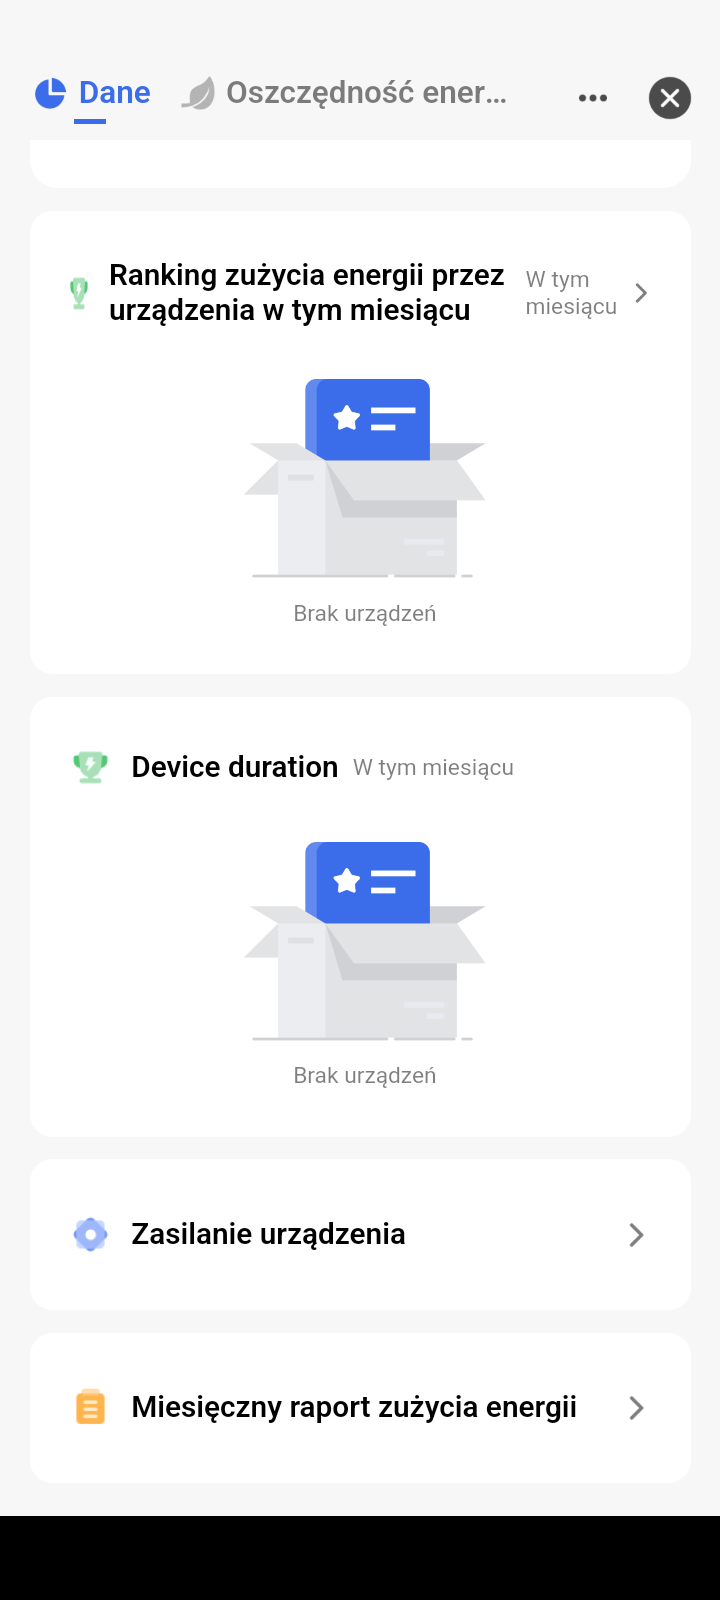 Dane
Oszczędność ener...
Ranking zużycia energii przez
urządzenia w tym miesiącu
W tym
miesiącu
Brak urządzeń
Device duration
W tym miesiącu
Brak urządzeń
Zasilanie urządzenia
Miesięczny raport zużycia energii